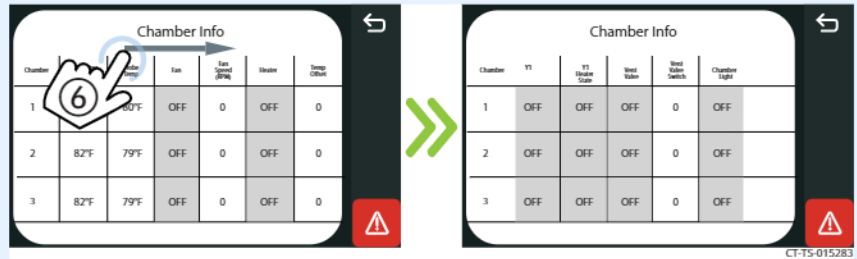 Chamber Info
Chamber Temp Fan Fan Speed (RPM) Heater Temp Offset
6
1 80°F OFF 0 OFF 0
2 82°F 79°F OFF 0 OFF 0
3 82°F 79°F OFF 0 OFF 0
Chamber Info
Chamber Y1 Y1 Heater State Vent Valve Vent Valve Switch Chamber Light
1 OFF OFF OFF 0 OFF
2 OFF OFF OFF 0 OFF
3 OFF OFF OFF 0 OFF
CT-TS-015283